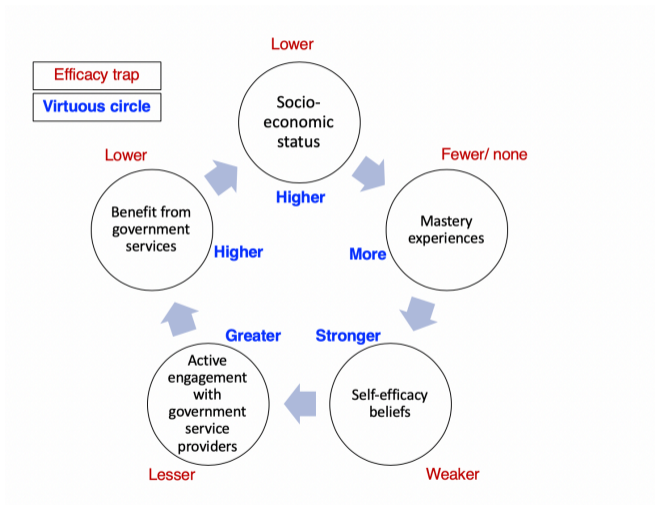 Lower
Efficacy trap
Virtuous circle
Socio-
economic
status
Lower
Fewer/ none
Higher
Benefit from
government
services
Mastery
experiences
Higher
More
Greater
Stronger
Active
engagement
with
government
service
providers
Self-efficacy
beliefs
Lesser
Weaker